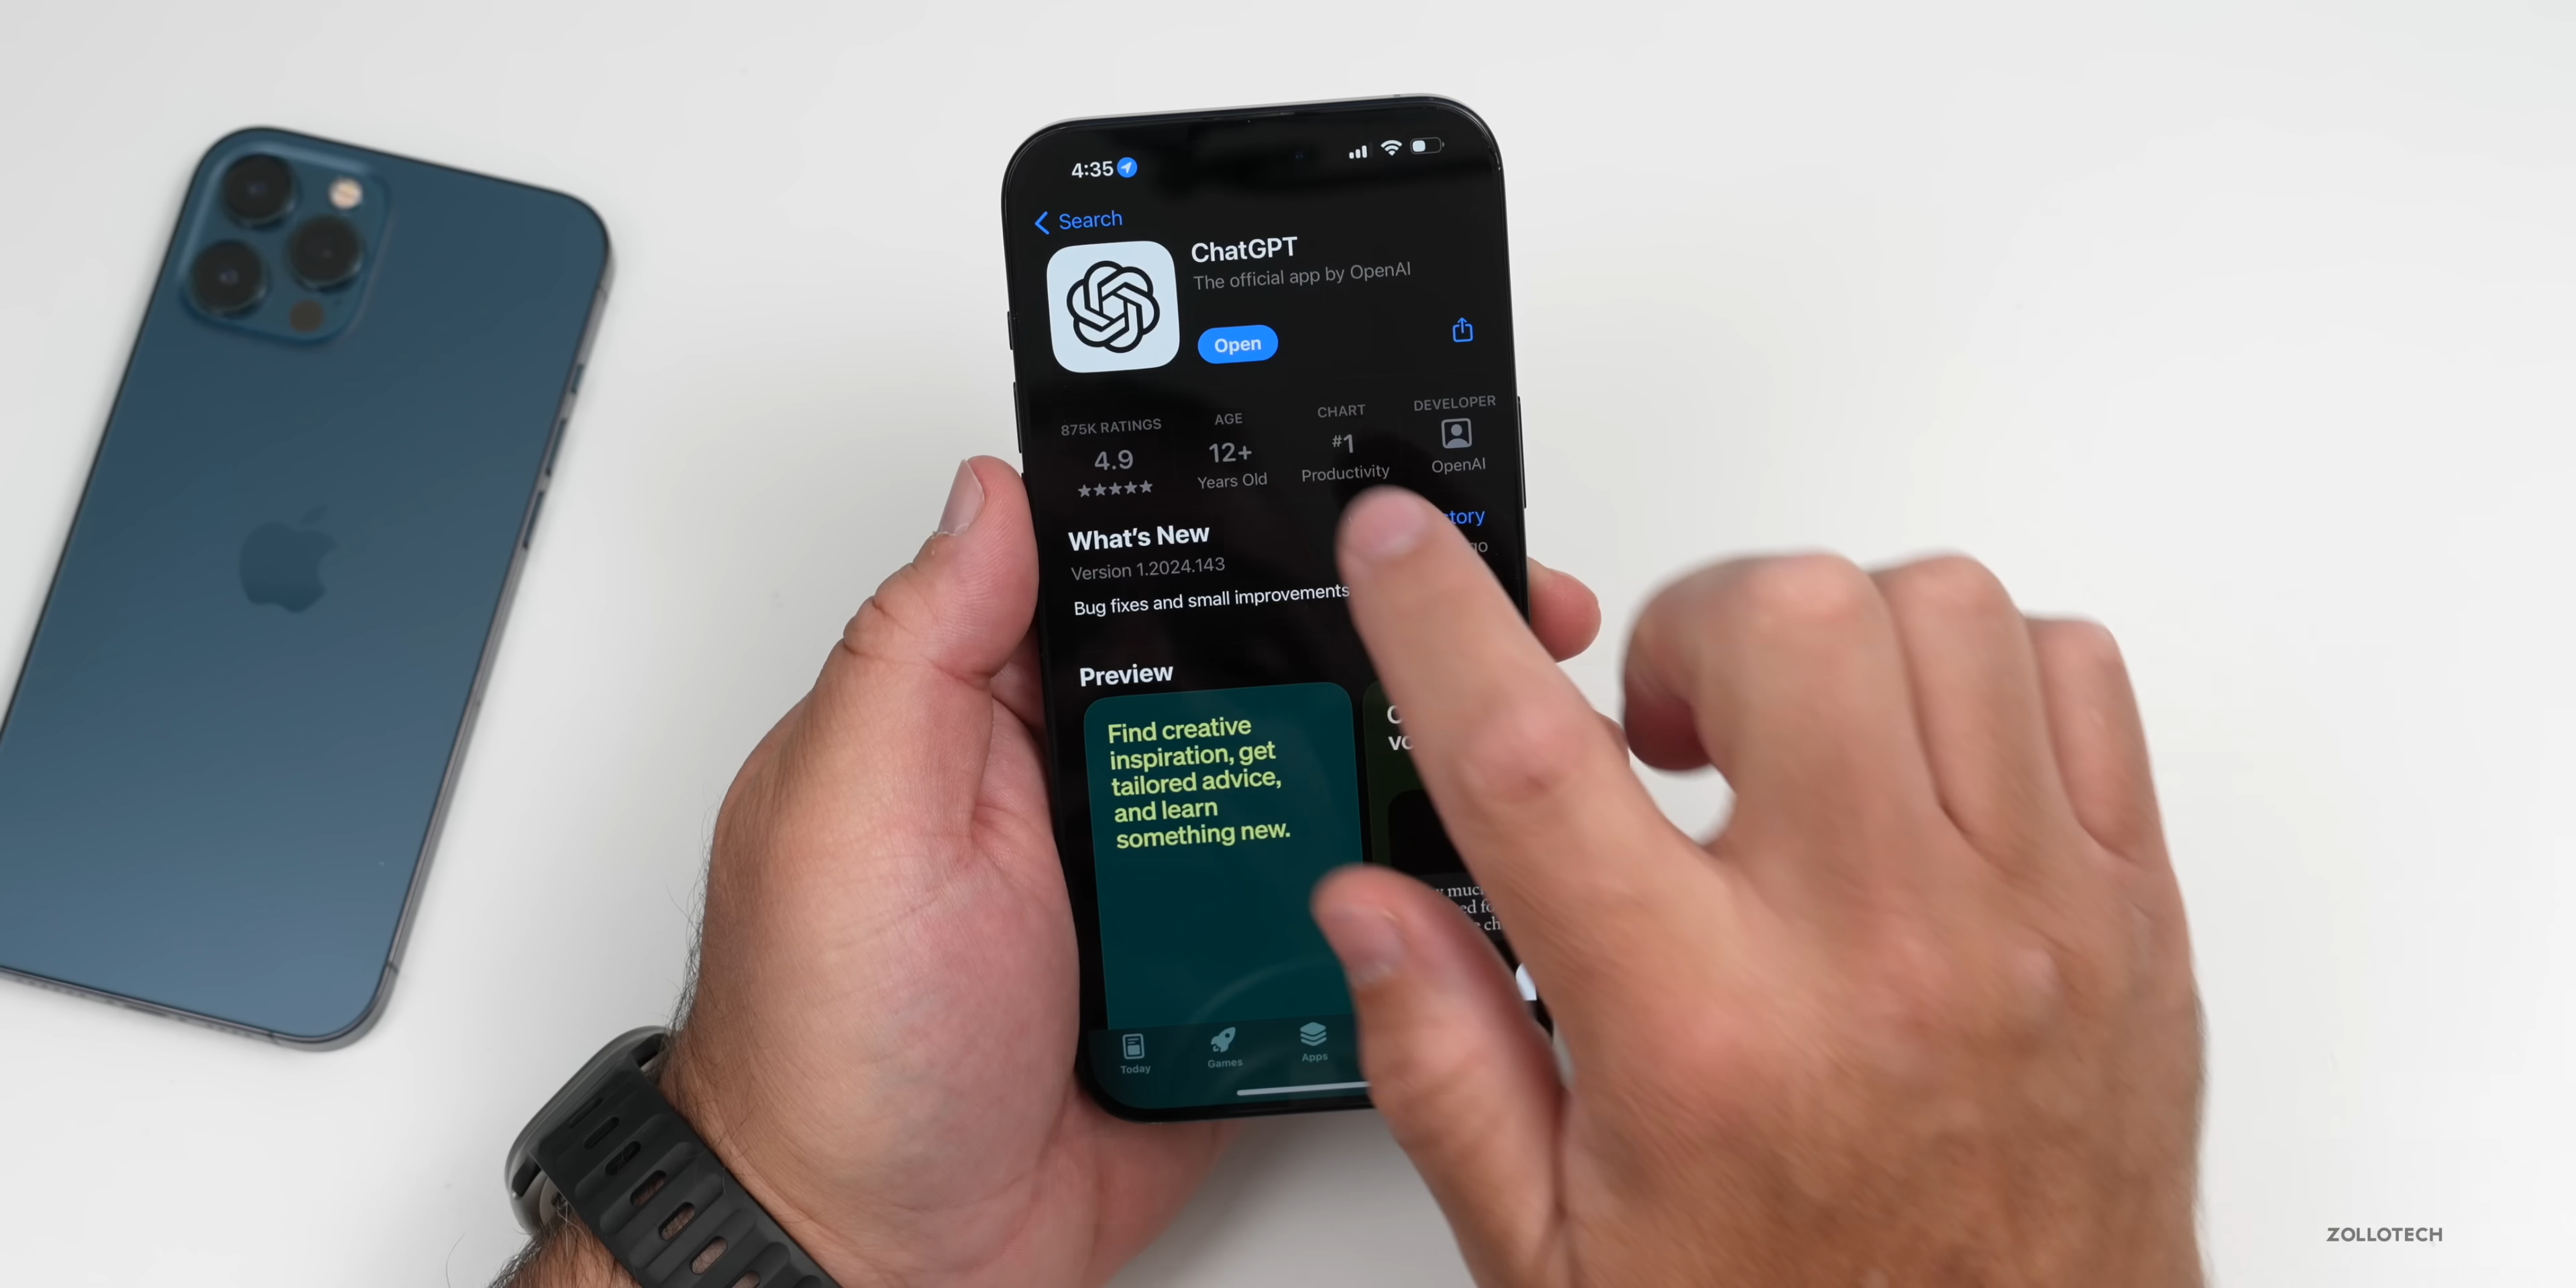 4:35
Search
ChatGPT
The official app by OpenAI
Open
875K RATINGS
4.9
AGE
12+
Years Old
CHART
#1
Productivity
DEVELOPER
OpenAI
What's New
Version 1.2024.143
Bug fixes and small improvements
Preview
Find creative
inspiration, get
tailored advice,
and learn
something new.
Today
Games
Apps
ZOLLOTECH